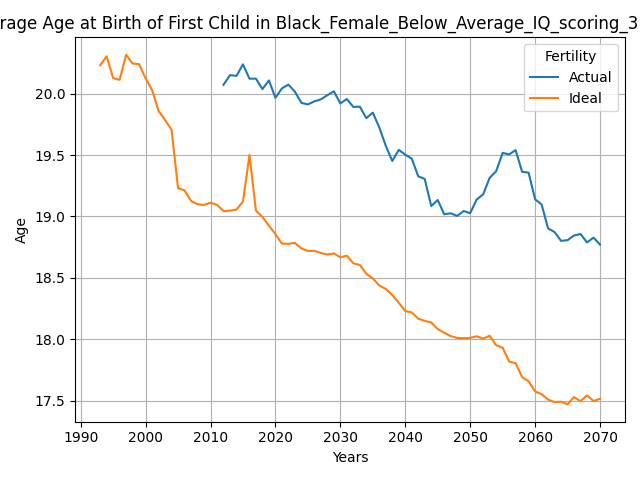 rage Age at Birth of First Child in Black_Female_Below_Average_IQ_scoring_3
Fertility
Actual
Ideal
20.0
19.5
19.0
18.5
18.0
17.5
Age
1990 2000 2010 2020 2030 2040 2050 2060 2070
Years